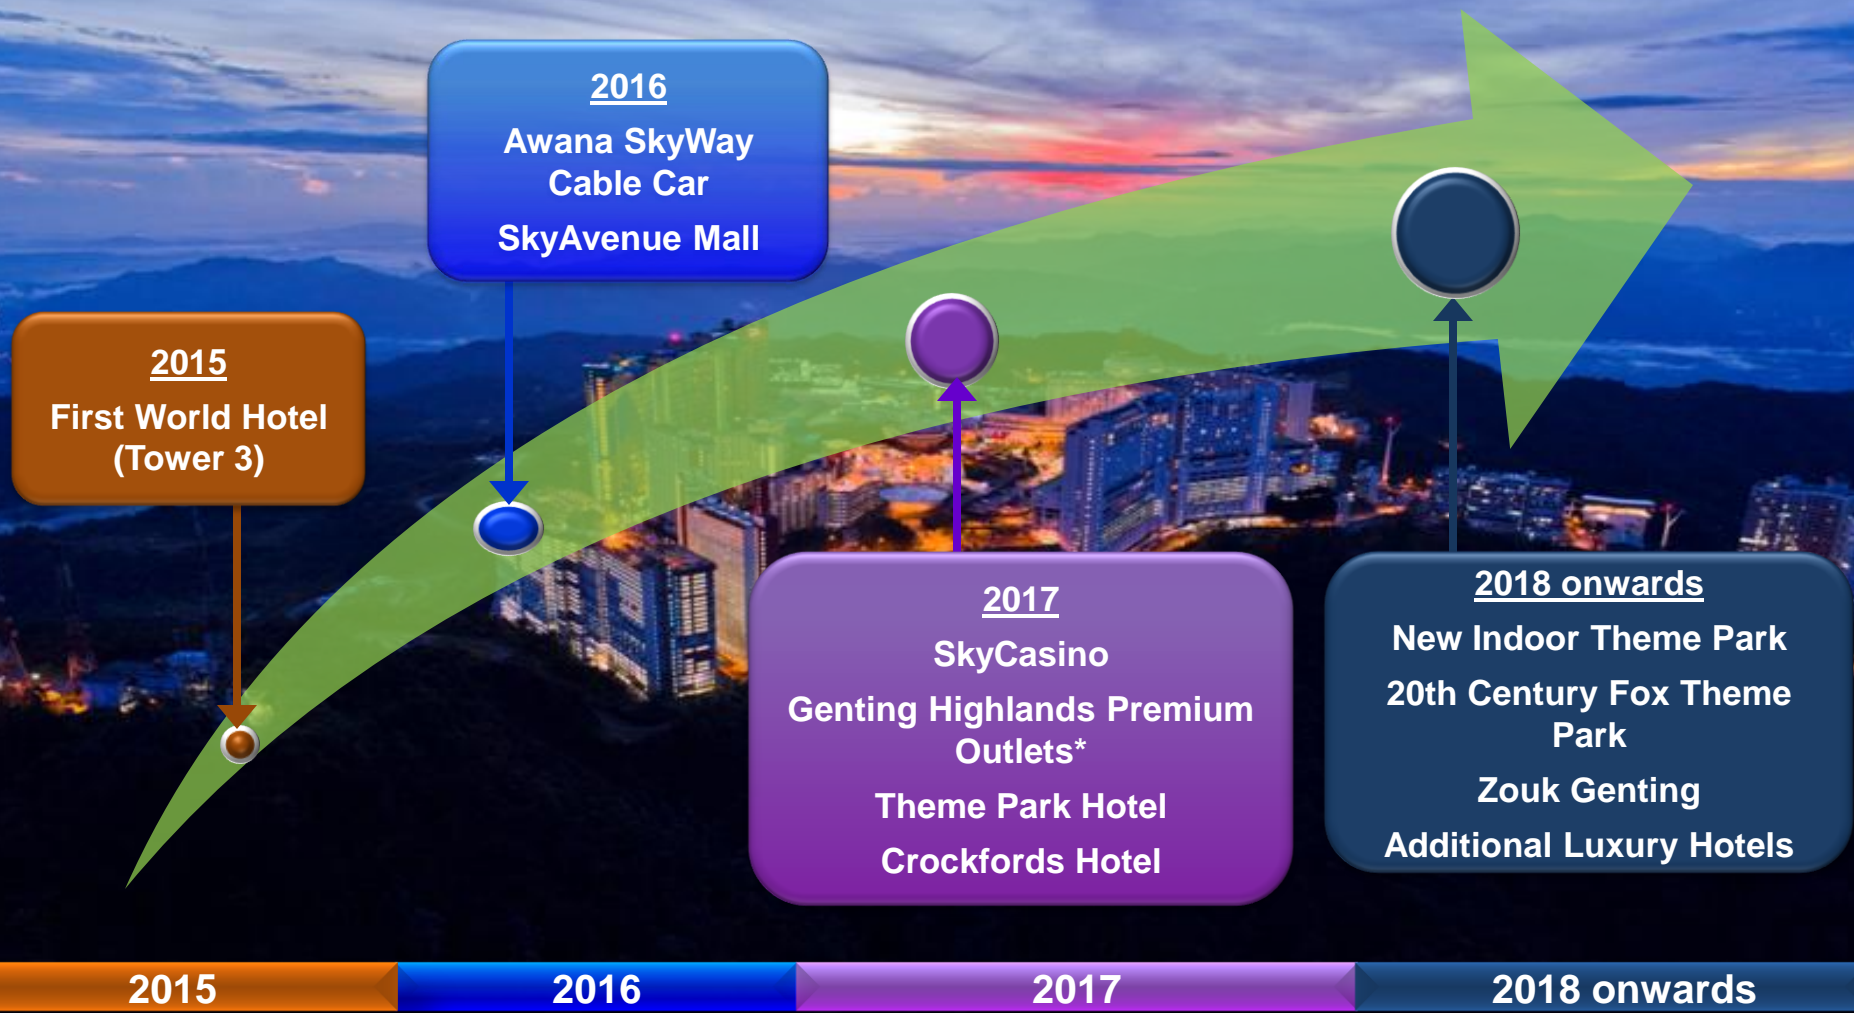 2016
Awana SkyWay
Cable Car
SkyAvenue Mall
2015
First World Hotel
(Tower 3)
2017
SkyCasino
Genting Highlands Premium
Outlets*
Theme Park Hotel
Crockfords Hotel
2018 onwards
New Indoor Theme Park
20th Century Fox Theme
Park
Zouk Genting
Additional Luxury Hotels
2015
2016
2017
2018 onwards